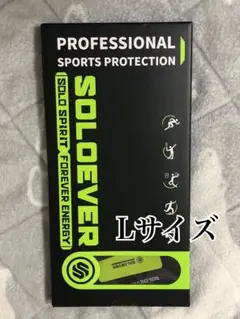 PROFESSIONAL
SPORTS PROTECTION
SOLOEVER
SOLO SPIRIT FOREVER ENERGY
Lサイズ